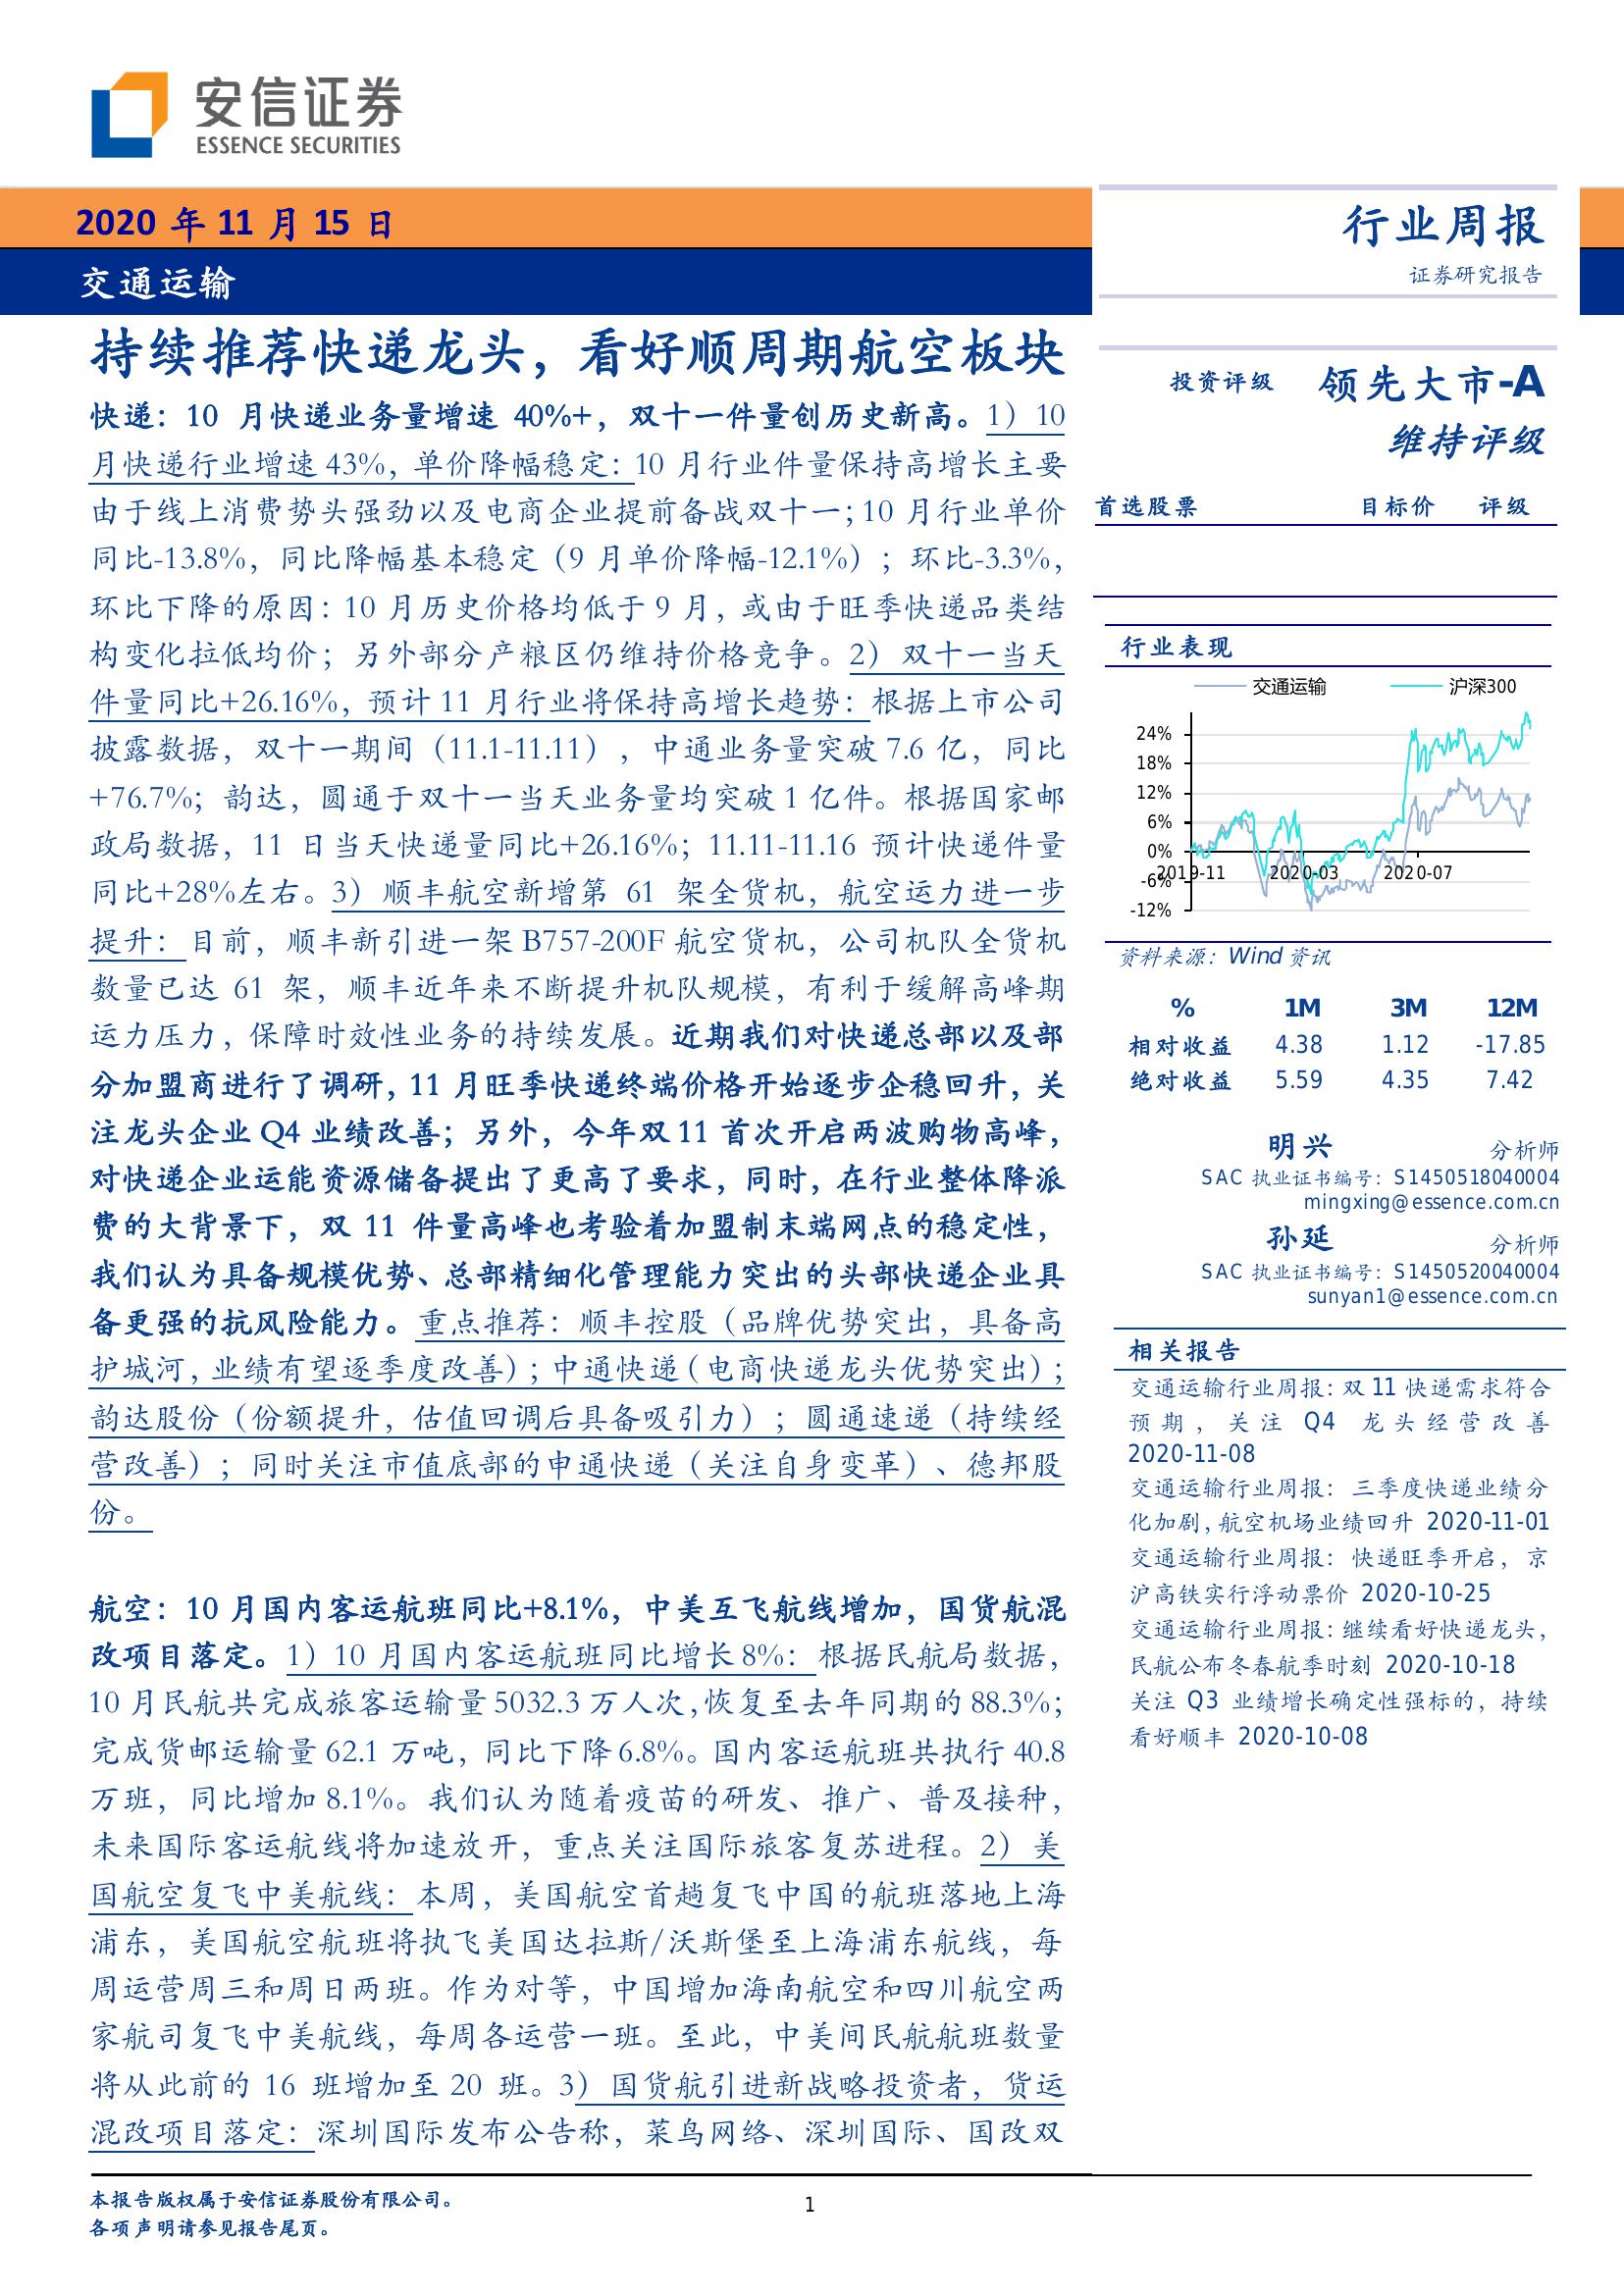 安信证券
ESSENCE SECURITIES
2020 年 11 月 15 日
交通运输
持续推荐快递龙头，看好顺周期航空板块
快递：10 月快递业务量增速 40%+，双十一件量创历史新高。1）10
月快递行业增速 43%，单价降幅稳定：10 月行业件量保持高增长主要
由于线上消费势头强劲以及电商企业提前备战双十一；10 月行业单价
同比-13.8%，同比降幅基本稳定（9 月单价降幅-12.1%）；环比-3.3%，
环比下降的原因：10 月历史价格均低于 9 月，或由于旺季快递品类结
构变化拉低均价；另外部分产粮区仍维持价格竞争。2）双十一当天
件量同比+26.16%，预计 11 月行业将保持高增长趋势：根据上市公司
披露数据，双十一期间（11.1-11.11），中通业务量突破 7.6 亿，同比
+76.7%；韵达，圆通于双十一当天业务量均突破 1 亿件。根据国家邮
政局数据，11 日当天快递量同比+26.16%；11.11-11.16 预计快递件量
同比+28%左右。3）顺丰航空新增第 61 架全货机，航空运力进一步
提升：目前，顺丰新引进一架 B757-200F 航空货机，公司机队全货机
数量已达 61 架，顺丰近年来不断提升机队规模，有利于缓解高峰期
运力压力，保障时效性业务的持续发展。近期我们对快递总部以及部
分加盟商进行了调研，11 月旺季快递终端价格开始逐步企稳回升，关
注龙头企业 Q4 业绩改善；另外，今年双 11 首次开启两波购物高峰，
对快递企业运能资源储备提出了更高了要求，同时，在行业整体降派
费的大背景下，双 11 件量高峰也考验着加盟制末端网点的稳定性，
我们认为具备规模优势、总部精细化管理能力突出的头部快递企业具
备更强的抗风险能力。重点推荐：顺丰控股（品牌优势突出，具备高
护城河，业绩有望逐季度改善）；中通快递（电商快递龙头优势突出）；
韵达股份（份额提升，估值回调后具备吸引力）；圆通速递（持续经
营改善）；同时关注市值底部的申通快递（关注自身变革）、德邦股
份。
航空：10 月国内客运航班同比+8.1%，中美互飞航线增加，国货航混
改项目落定。1）10 月国内客运航班同比增长 8%：根据民航局数据，
10 月民航共完成旅客运输量 5032.3 万人次，恢复至去年同期的 88.3%；
完成货邮运输量 62.1 万吨，同比下降 6.8%。国内客运航班共执行 40.8
万班，同比增加 8.1%。我们认为随着疫苗的研发、推广、普及接种，
未来国际客运航线将加速放开，重点关注国际旅客复苏进程。2）美
国航空复飞中美航线：本周，美国航空首趟复飞中国的航班落地上海
浦东，美国航空航班将执飞美国达拉斯/沃斯堡至上海浦东航线，每
周运营周三和周日两班。作为对等，中国增加海南航空和四川航空两
家航司复飞中美航线，每周各运营一班。至此，中美间民航航班数量
将从此前的 16 班增加至 20 班。3）国货航引进新战略投资者，货运
混改项目落定：深圳国际发布公告称，菜鸟网络、深圳国际、国改双
行业周报
证券研究报告
投资评级 领先大市-A
维持评级
首选股票 目标价 评级
行业表现
交通运输 沪深300
24%
18%
12%
6%
0%
-6%
-12%
2019-11 2020-03 2020-07
资料来源：Wind 资讯
% 1M 3M 12M
相对收益 4.38 1.12 -17.85
绝对收益 5.59 4.35 7.42
明兴 分析师
SAC 执业证书编号：S1450518040004
mingxing@essence.com.cn
孙延 分析师
SAC 执业证书编号：S1450520040004
sunyan1@essence.com.cn
相关报告
交通运输行业周报：双 11 快递需求符合
预期，关注 Q4 龙头经营改善
2020-11-08
交通运输行业周报：三季度快递业绩分
化加剧，航空机场业绩回升 2020-11-01
交通运输行业周报：快递旺季开启，京
沪高铁实行浮动票价 2020-10-25
交通运输行业周报：继续看好快递龙头，
民航公布冬春航季时刻 2020-10-18
关注 Q3 业绩增长确定性强标的，持续
看好顺丰 2020-10-08
本报告版权属于安信证券股份有限公司。
各项声明请参见报告尾页。
1